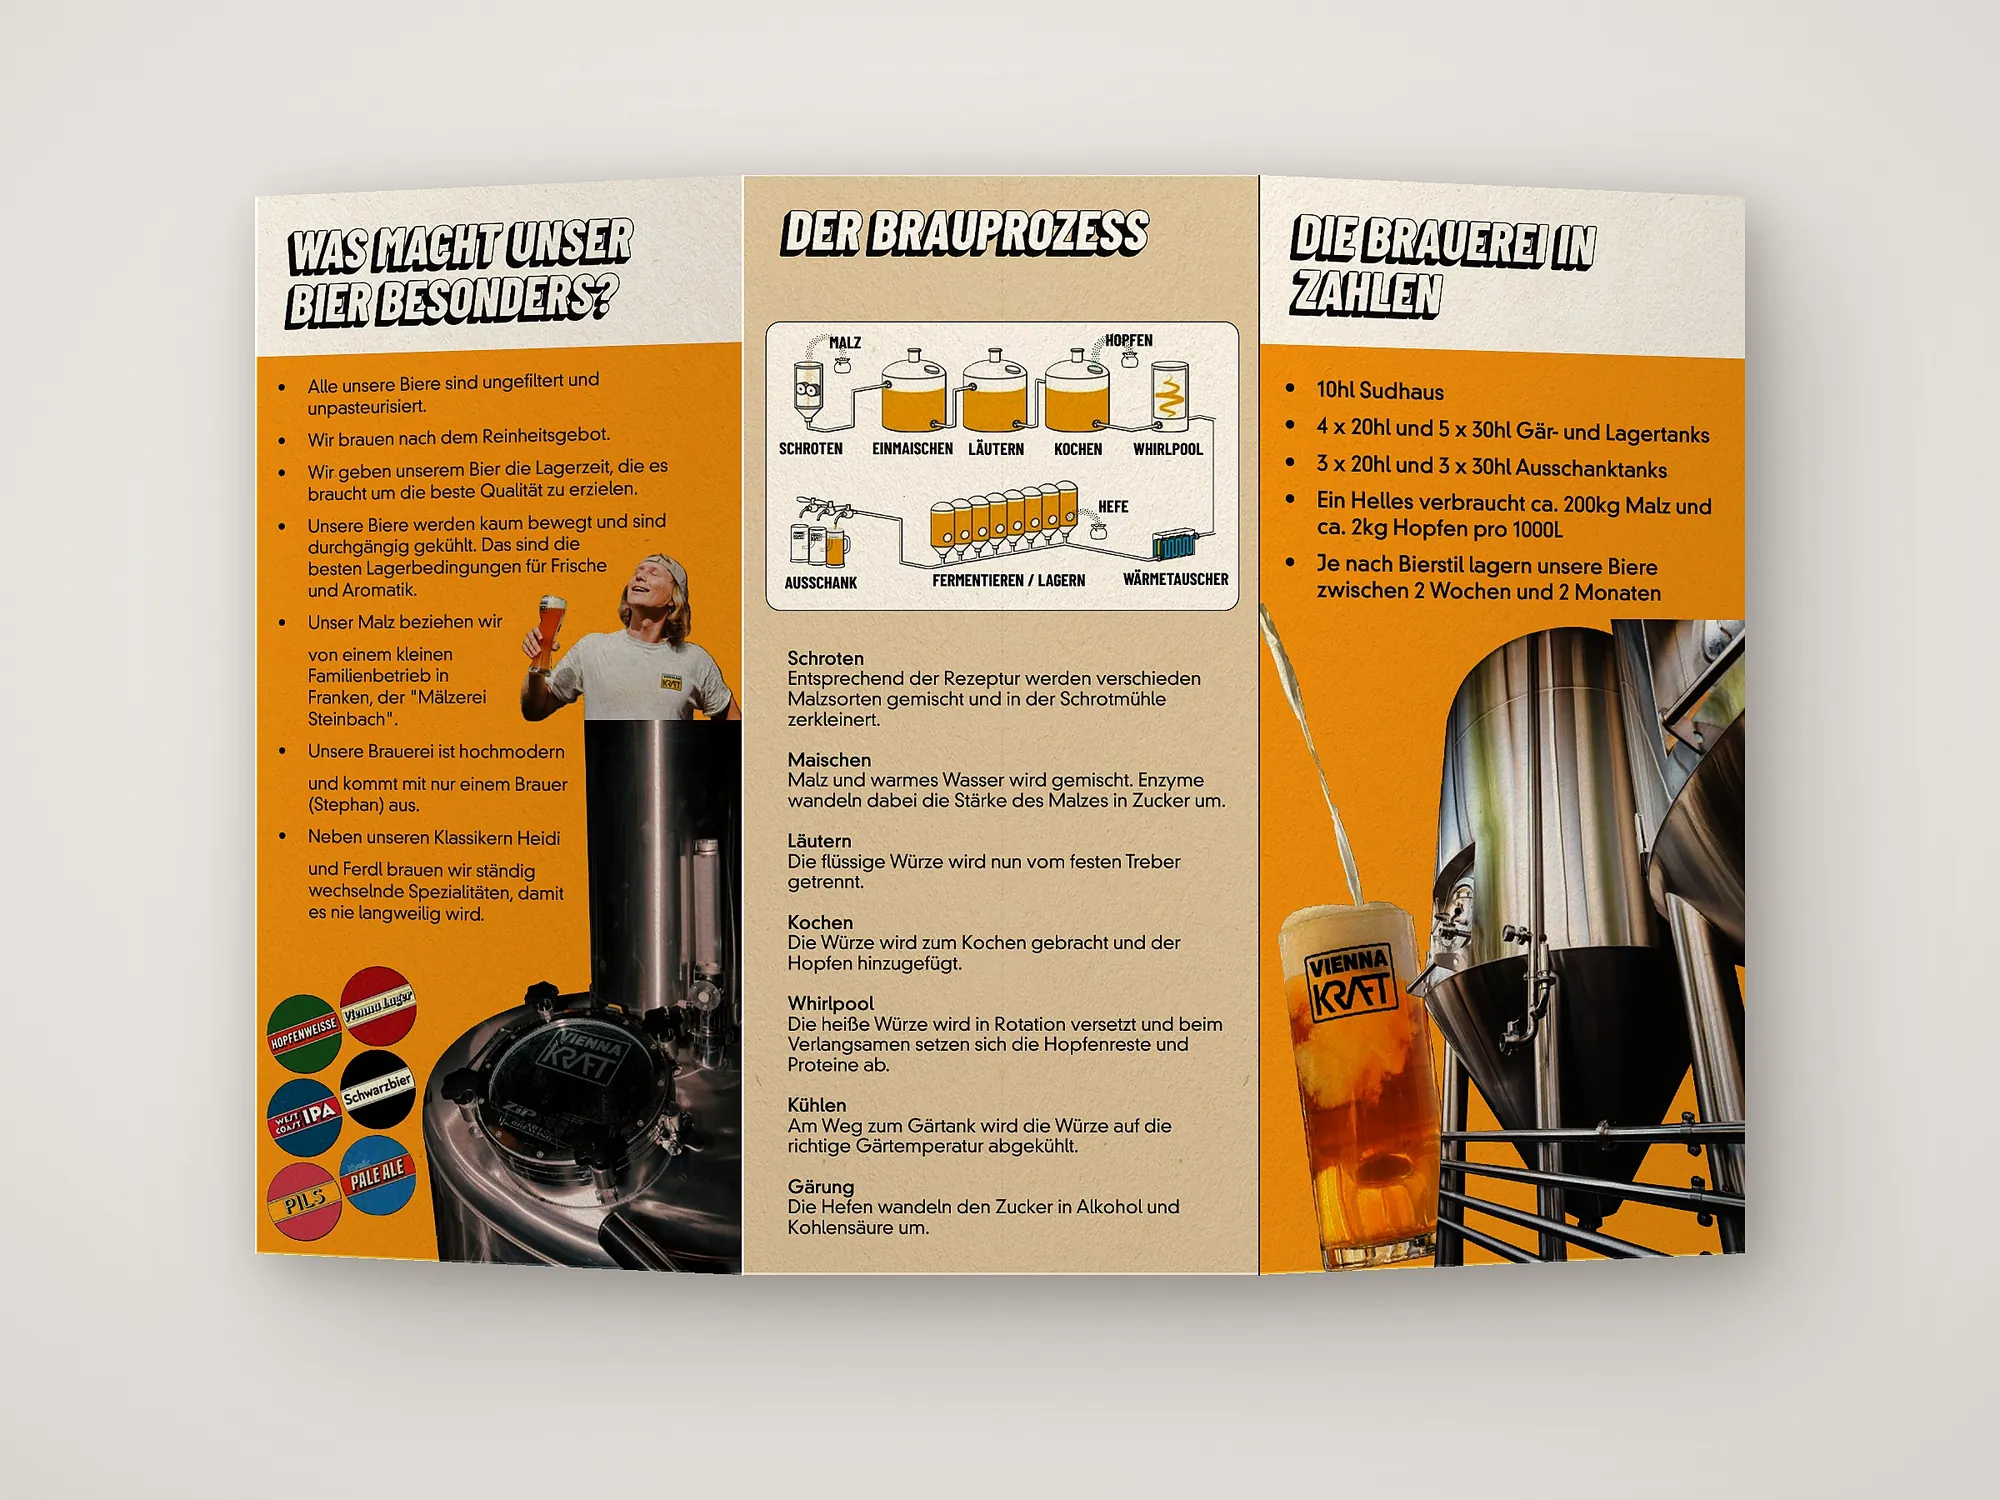 WAS MACHT UNSER
BIER BESONDERS?
• Alle unsere Biere sind ungefiltert und
unpasteurisiert.
• Wir brauen nach dem Reinheitsgebot.
• Wir geben unserem Bier die Lagerzeit, die es
braucht um die beste Qualität zu erzielen.
• Unsere Biere werden kaum bewegt und sind
durchgängig gekühlt. Das sind die
besten Lagerbedingungen für Frische
und Aromatik.
• Unser Malz beziehen wir
von einem kleinen
Familienbetrieb in
Franken, der "Mälzerei
Steinbach".
• Unsere Brauerei ist hochmodern
und kommt mit nur einem Brauer
(Stephan) aus.
• Neben unseren Klassikern Heidi
und Ferdl brauen wir ständig
wechselnde Spezialitäten, damit
es nie langweilig wird.
VIENNA
KRAFT
HOPFENWEISSE
Vienna Lager
WEST
COAST IPA
Schwarzbier
PILS
PALE ALE
VIENNA
KRAFT
ZIP
DER BRAUPROZESS
MALZ
HOPFEN
SCHROTEN
EINMAISCHEN
LÄUTERN
KOCHEN
WHIRLPOOL
HEFE
AUSSCHANK
FERMENTIEREN / LAGERN
WÄRMETAUSCHER
Schroten
Entsprechend der Rezeptur werden verschieden
Malzsorten gemischt und in der Schrotmühle
zerkleinert.
Maischen
Malz und warmes Wasser wird gemischt. Enzyme
wandeln dabei die Stärke des Malzes in Zucker um.
Läutern
Die flüssige Würze wird nun vom festen Treber
getrennt.
Kochen
Die Würze wird zum Kochen gebracht und der
Hopfen hinzugefügt.
Whirlpool
Die heiße Würze wird in Rotation versetzt und beim
Verlangsamen setzen sich die Hopfenreste und
Proteine ab.
Kühlen
Am Weg zum Gärtank wird die Würze auf die
richtige Gärtemperatur abgekühlt.
Gärung
Die Hefen wandeln den Zucker in Alkohol und
Kohlensäure um.
DIE BRAUEREI IN
ZAHLEN
• 10hl Sudhaus
• 4 x 20hl und 5 x 30hl Gär- und Lagertanks
• 3 x 20hl und 3 x 30hl Ausschanktanks
• Ein Helles verbraucht ca. 200kg Malz und
ca. 2kg Hopfen pro 1000L
• Je nach Bierstil lagern unsere Biere
zwischen 2 Wochen und 2 Monaten
VIENNA
KRAFT